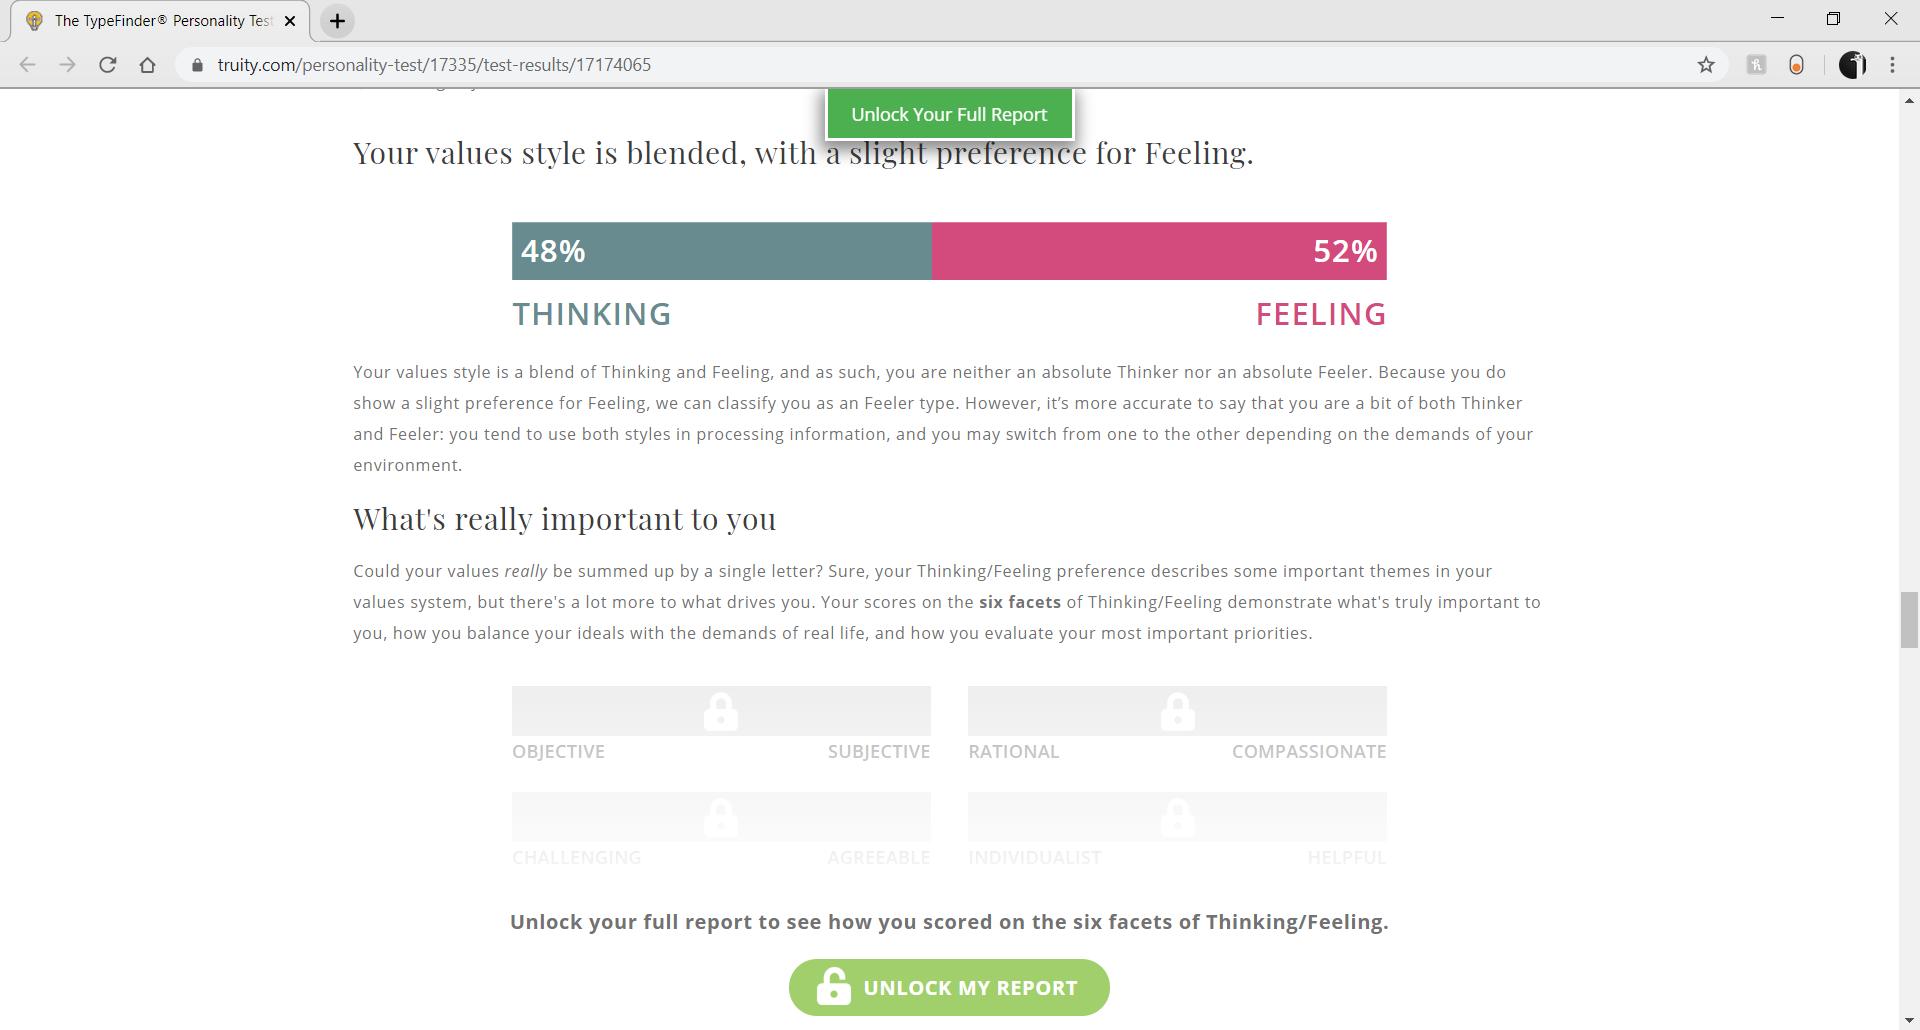 The TypeFinder® Personality Test
truity.com/personality-test/17335/test-results/17174065
Unlock Your Full Report
Your values style is blended, with a slight preference for Feeling.
48%
52%
THINKING
FEELING
Your values style is a blend of Thinking and Feeling, and as such, you are neither an absolute Thinker nor an absolute Feeler. Because you do
show a slight preference for Feeling, we can classify you as an Feeler type. However, it's more accurate to say that you are a bit of both Thinker
and Feeler: you tend to use both styles in processing information, and you may switch from one to the other depending on the demands of your
environment.
What's really important to you
Could your values really be summed up by a single letter? Sure, your Thinking/Feeling preference describes some important themes in your
values system, but there's a lot more to what drives you. Your scores on the six facets of Thinking/Feeling demonstrate what's truly important to
you, how you balance your ideals with the demands of real life, and how you evaluate your most important priorities.
OBJECTIVE SUBJECTIVE RATIONAL COMPASSIONATE
CHALLENGING AGREEABLE INDIVIDUALIST HELPFUL
Unlock your full report to see how you scored on the six facets of Thinking/Feeling.
UNLOCK MY REPORT